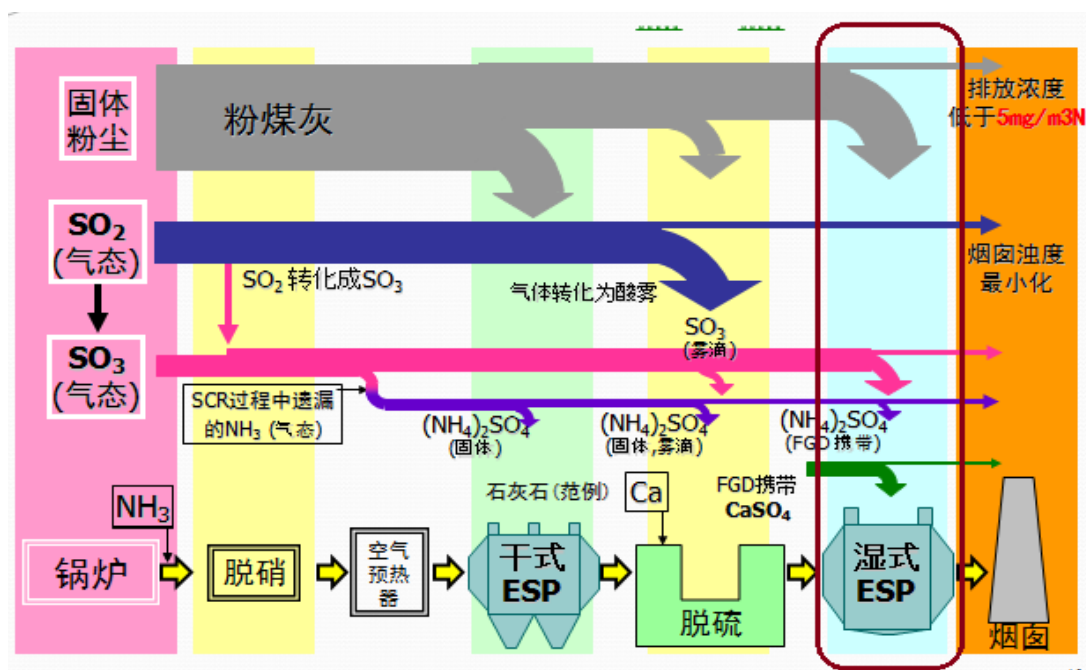 固体
粉尘
粉煤灰
排放浓度
低于5mg/m3N
SO₂
(气态)
SO₂ 转化成SO₃
气体转化为酸雾
烟囱浊度
最小化
SO₃
(雾滴)
SO₃
(气态)
SCR过程中遗漏
的NH₃ (气态)
(NH₄)₂SO₄
(固体)
(NH₄)₂SO₄
(固体,雾滴)
(NH₄)₂SO₄
(FGD 携带)
石灰石(范例)
NH₃
Ca
FGD携带
CaSO₄
锅炉
脱硝
空气
预热
器
干式
ESP
脱硫
湿式
ESP
烟囱